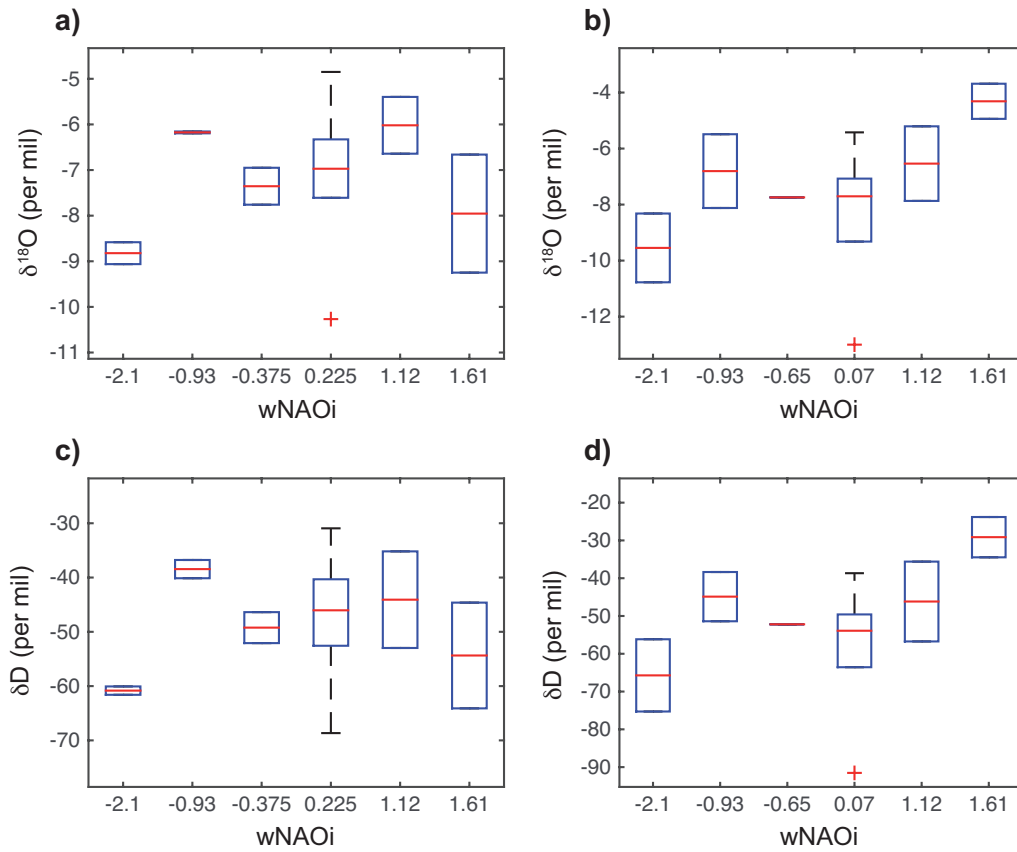 a)
δ¹⁸O (per mil)
-5
-6
-7
-8
-9
-10
-11
-2.1 -0.93 -0.375 0.225 1.12 1.61
wNAOi
b)
δ¹⁸O (per mil)
-4
-6
-8
-10
-12
-2.1 -0.93 -0.65 0.07 1.12 1.61
wNAOi
c)
δD (per mil)
-30
-40
-50
-60
-70
-2.1 -0.93 -0.375 0.225 1.12 1.61
wNAOi
d)
δD (per mil)
-20
-30
-40
-50
-60
-70
-80
-90
-2.1 -0.93 -0.65 0.07 1.12 1.61
wNAOi